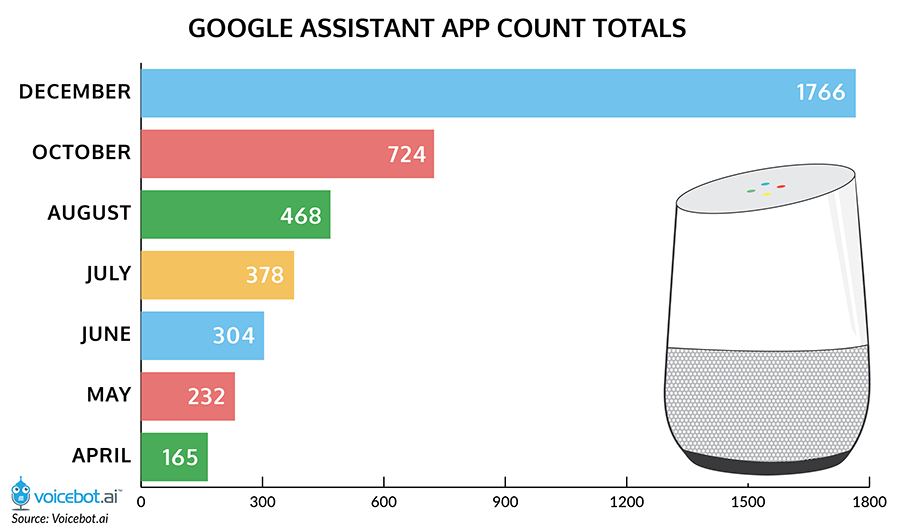 GOOGLE ASSISTANT APP COUNT TOTALS
DECEMBER 1766
OCTOBER 724
AUGUST 468
JULY 378
JUNE 304
MAY 232
APRIL 165
0 300 600 900 1200 1500 1800
voicebot.ai™
Source: Voicebot.ai